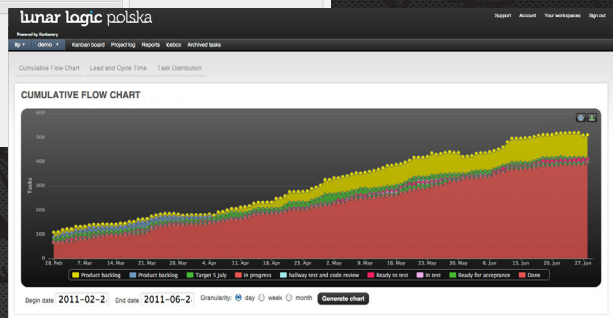 lunar logic polska
Support Account Your workspaces Sign out
Powered by Kanbanery
llp demo Kanban board Project log Reports Icebox Archived tasks
Cumulative Flow Chart Lead and Cycle Time Task Distribution
CUMULATIVE FLOW CHART
600
500
400
300
200
100
0
Tasks
28. Feb 7. Mar 14. Mar 21. Mar 28. Mar 4. Apr 11. Apr 18. Apr 25. Apr 2. May 9. May 16. May 23. May 30. May 6. Jun 13. Jun 20. Jun 27. Jun
Product backlog Product backlog Target 5 July In progress hallway test and code review Ready to test In test Ready for acceptance Done
Begin date 2011-02-2 End date 2011-06-2 Granularity: day week month Generate chart